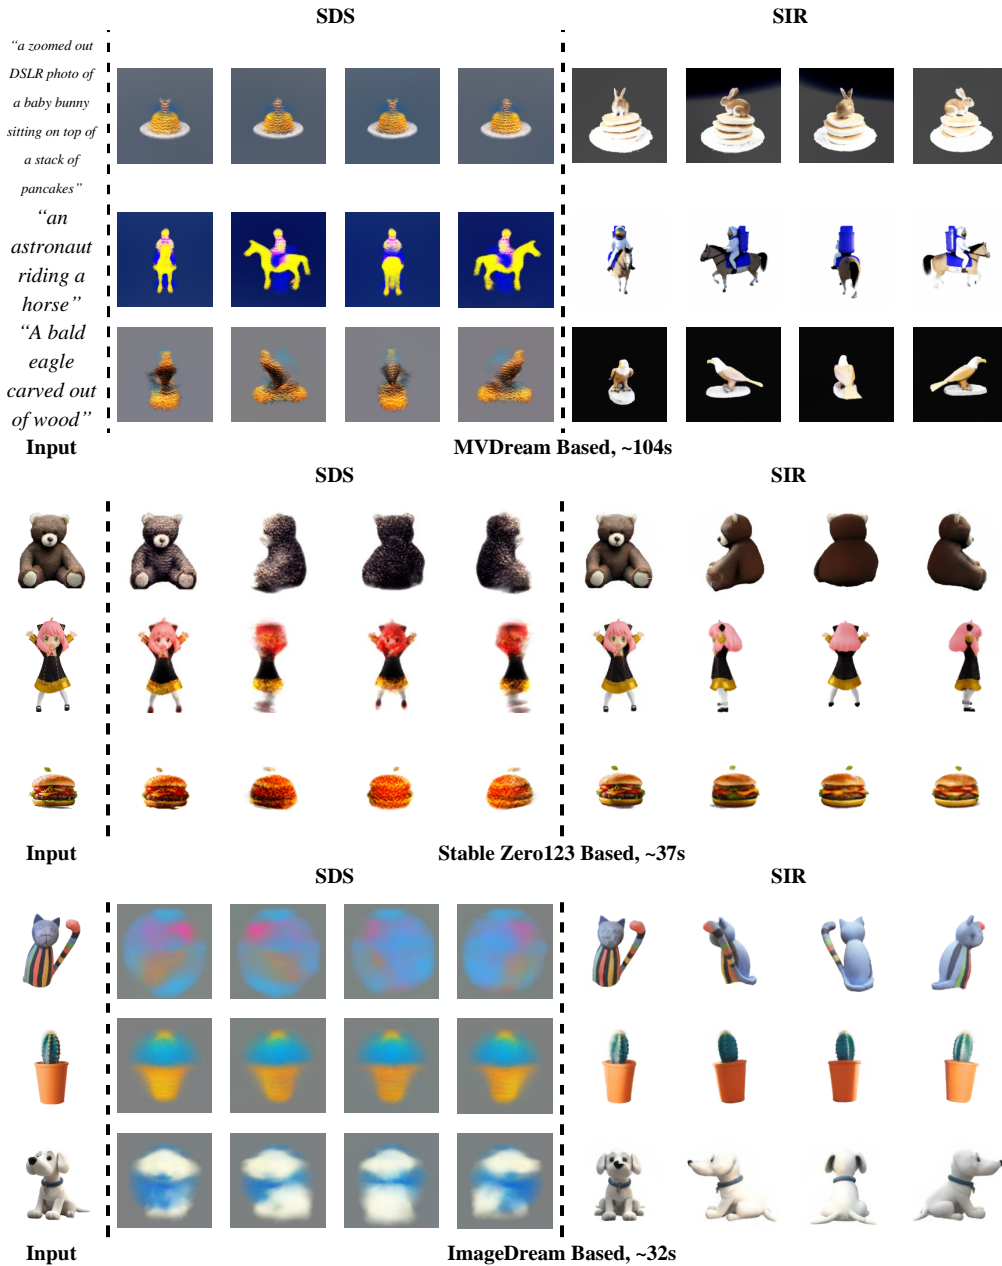 SDS SIR
“a zoomed out
DSLR photo of
a baby bunny
sitting on top of
a stack of
pancakes”
“an
astronaut
riding a
horse”
“A bald
eagle
carved out
of wood”
Input MVDream Based, ~104s
SDS SIR
Input Stable Zero123 Based, ~37s
SDS SIR
Input ImageDream Based, ~32s